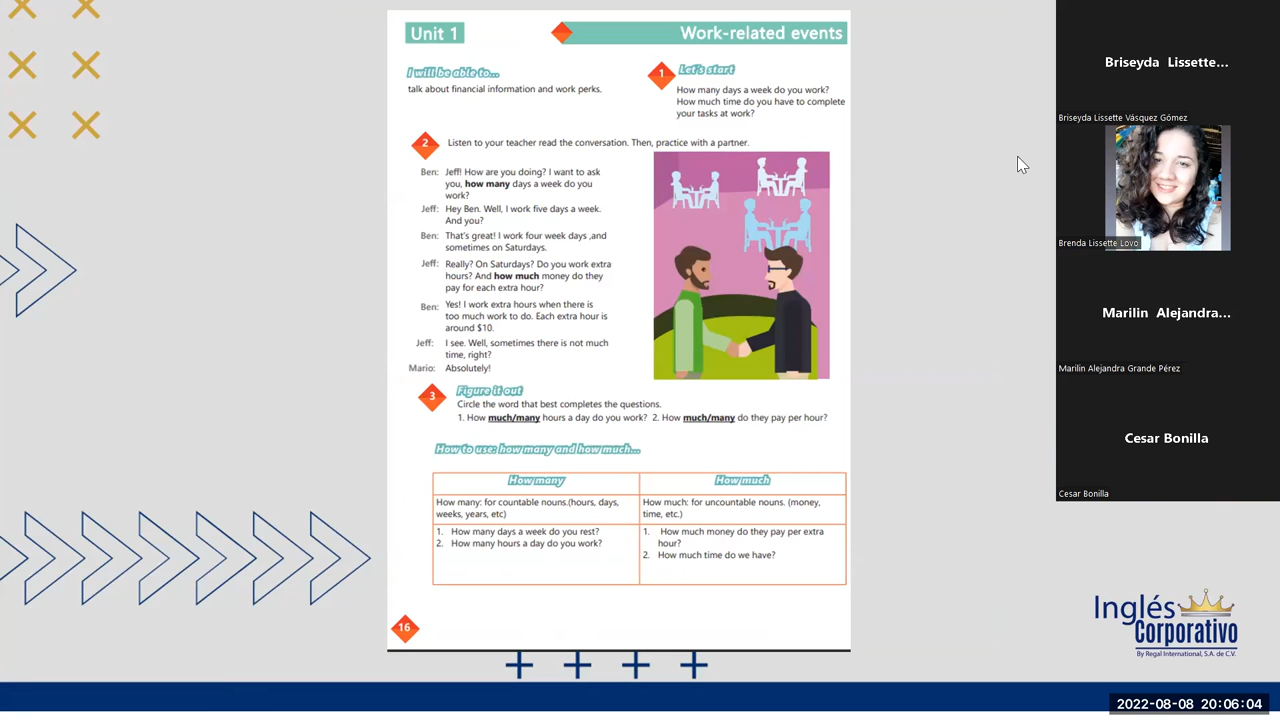 Unit 1
Work-related events
I will be able to...
talk about financial information and work perks.
1
Let's start
How many days a week do you work?
How much time do you have to complete
your tasks at work?
2
Listen to your teacher read the conversation. Then, practice with a partner.
Ben: Jeff! How are you doing? I want to ask
you, how many days a week do you
work?
Jeff: Hey Ben. Well, I work five days a week.
And you?
Ben: That's great! I work four week days ,and
sometimes on Saturdays.
Jeff: Really? On Saturdays? Do you work extra
hours? And how much money do they
pay for each extra hour?
Ben: Yes! I work extra hours when there is
too much work to do. Each extra hour is
around $10.
Jeff: I see. Well, sometimes there is not much
time, right?
Mario: Absolutely!
3
Figure it out
Circle the word that best completes the questions.
1. How much/many hours a day do you work? 2. How much/many do they pay per hour?
How to use: how many and how much...
How many
How many: for countable nouns.(hours, days,
weeks, years, etc)
1. How many days a week do you rest?
2. How many hours a day do you work?
How much
How much: for uncountable nouns. (money,
time, etc.)
1. How much money do they pay per extra
hour?
2. How much time do we have?
16
Briseyda Lissette...
Briseyda Lissette Vásquez Gómez
Brenda Lissette Lovo
Marilin Alejandra...
Marilin Alejandra Grande Pérez
Cesar Bonilla
Cesar Bonilla
Inglés
Corporativo
By Regal International, S.A. de C.V.
2022-08-08 20:06:04